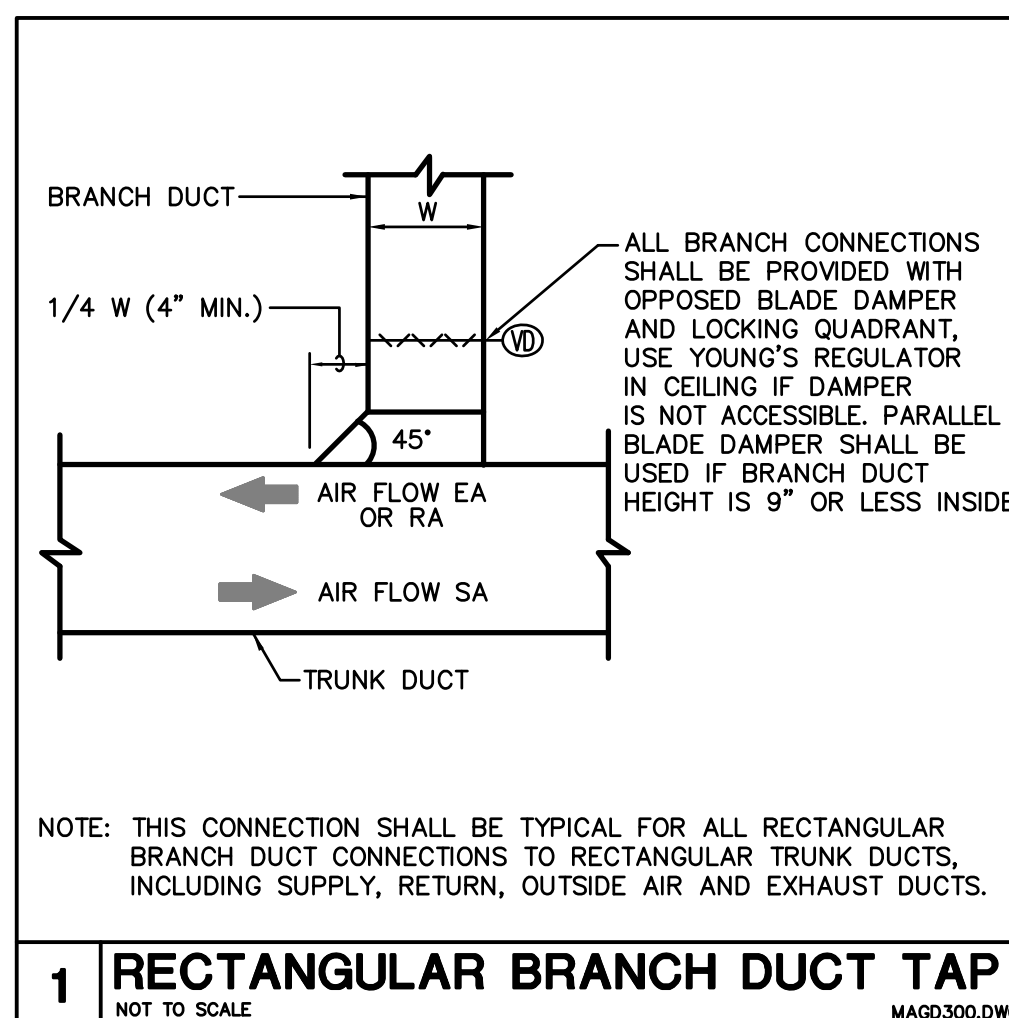 BRANCH DUCT
W
1/4 W (4" MIN.)
VD
45°
ALL BRANCH CONNECTIONS
SHALL BE PROVIDED WITH
OPPOSED BLADE DAMPER
AND LOCKING QUADRANT,
USE YOUNG'S REGULATOR
IN CEILING IF DAMPER
IS NOT ACCESSIBLE. PARALLEL
BLADE DAMPER SHALL BE
USED IF BRANCH DUCT
HEIGHT IS 9" OR LESS INSIDE
AIR FLOW EA
OR RA
AIR FLOW SA
TRUNK DUCT
NOTE: THIS CONNECTION SHALL BE TYPICAL FOR ALL RECTANGULAR
BRANCH DUCT CONNECTIONS TO RECTANGULAR TRUNK DUCTS,
INCLUDING SUPPLY, RETURN, OUTSIDE AIR AND EXHAUST DUCTS.
1 RECTANGULAR BRANCH DUCT TAP
NOT TO SCALE
MAGD300.DWG